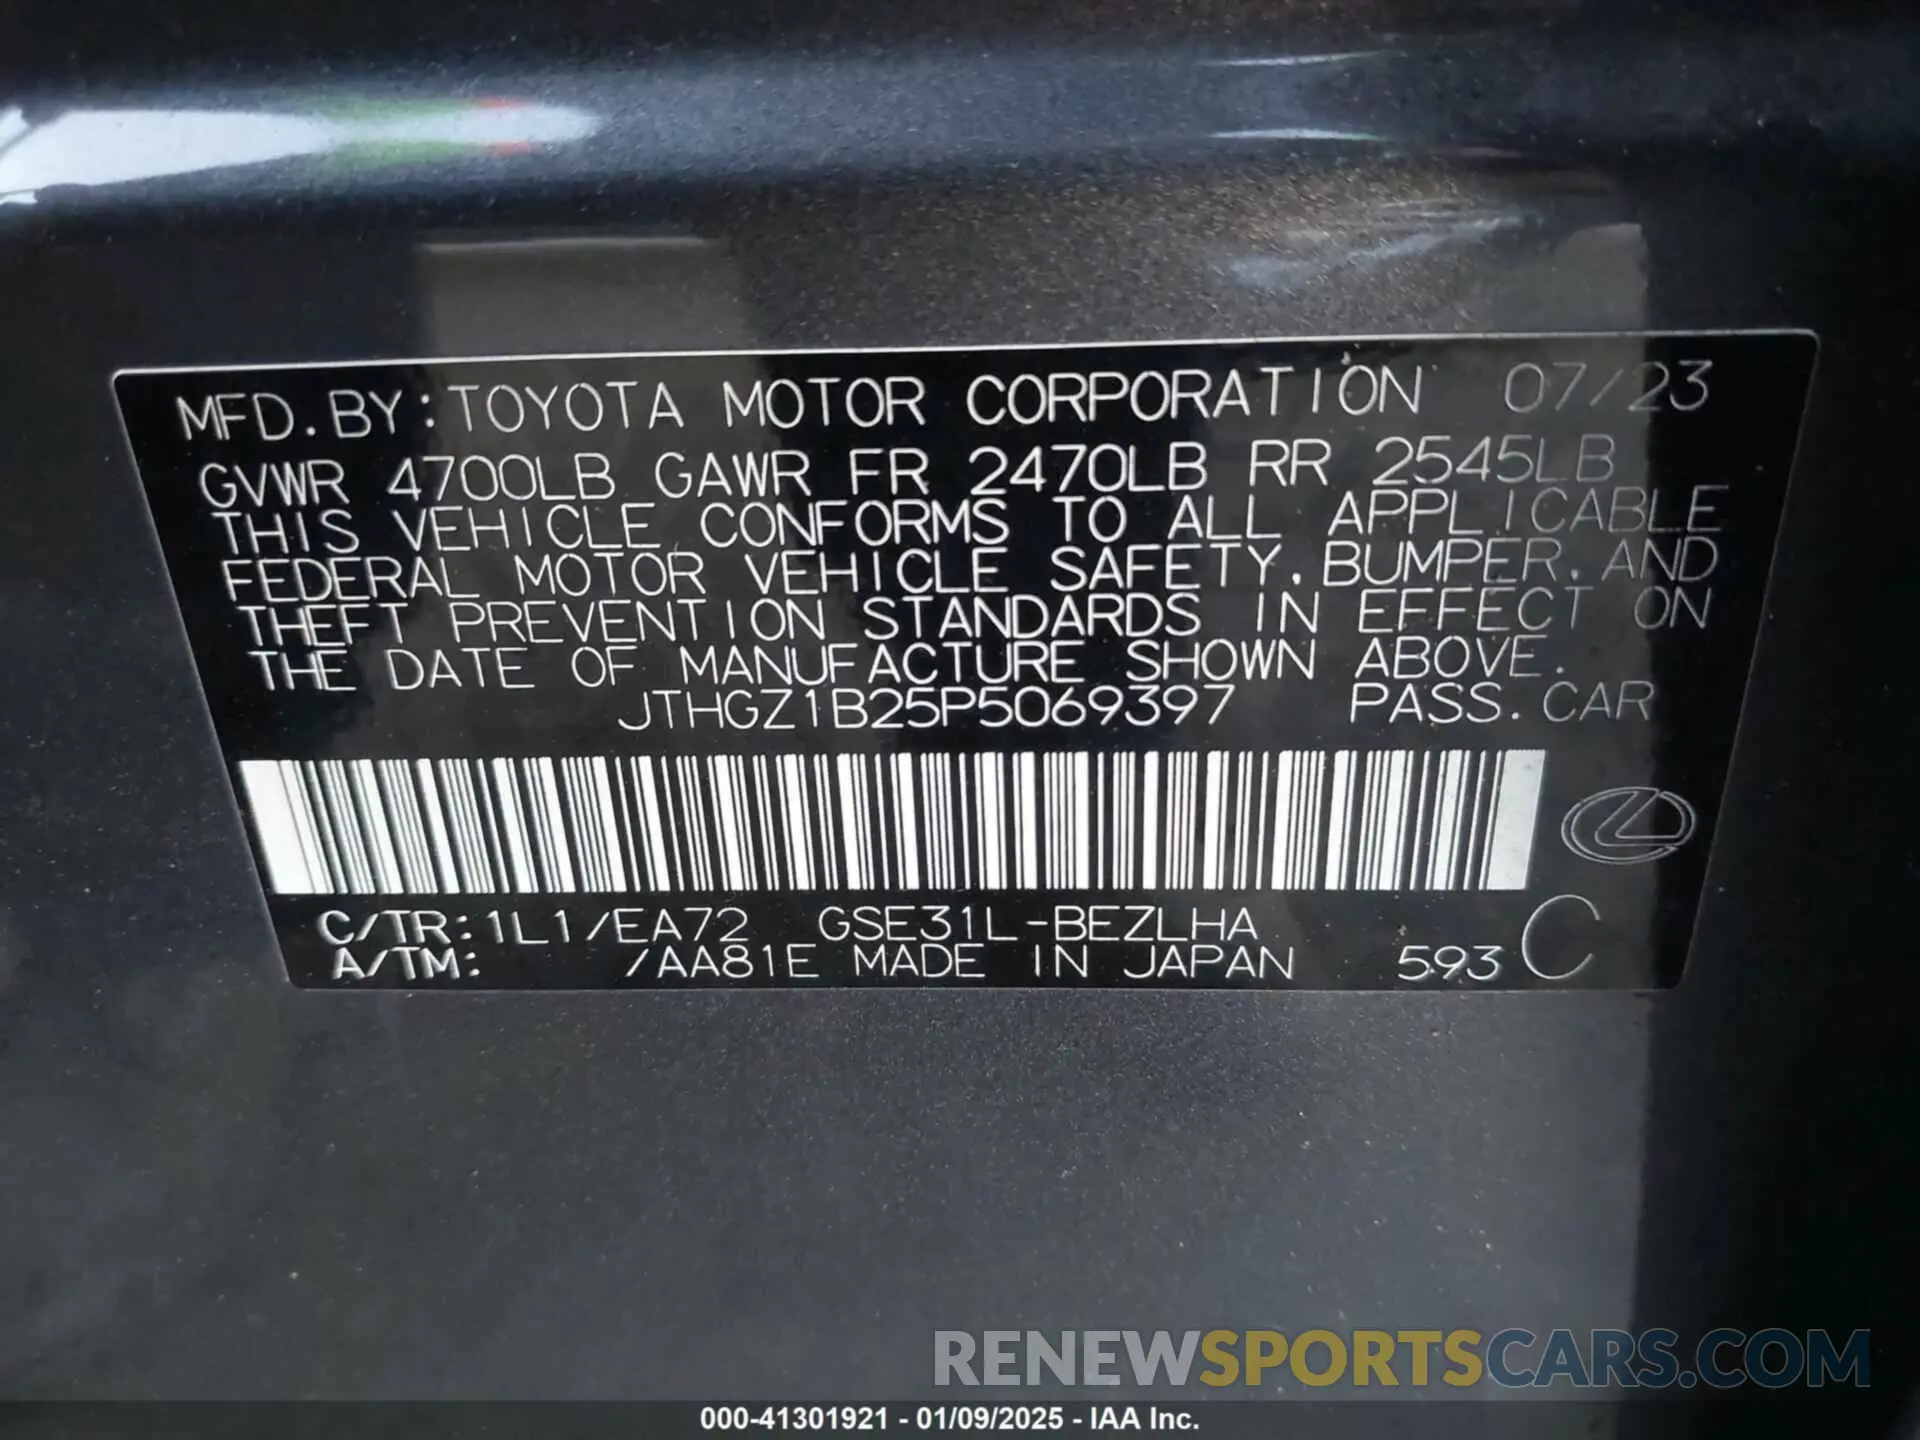 MFD.BY:TOYOTA MOTOR CORPORATION 07/23
GVWR 4700LB GAWR FR 2470LB RR 2545LB
THIS VEHICLE CONFORMS TO ALL APPLICABLE
FEDERAL MOTOR VEHICLE SAFETY.BUMPER.AND
THEFT PREVENTION STANDARDS IN EFFECT ON
THE DATE OF MANUFACTURE SHOWN ABOVE.
JTHGZ1B25P5069397 PASS.CAR
C/TR:1L1/EA72 GSE31L-BEZLHA
A/TM: /AA81E MADE IN JAPAN 593 C
RENEWSPORTSCARS.COM
000-41301921 - 01/09/2025 - IAA Inc.